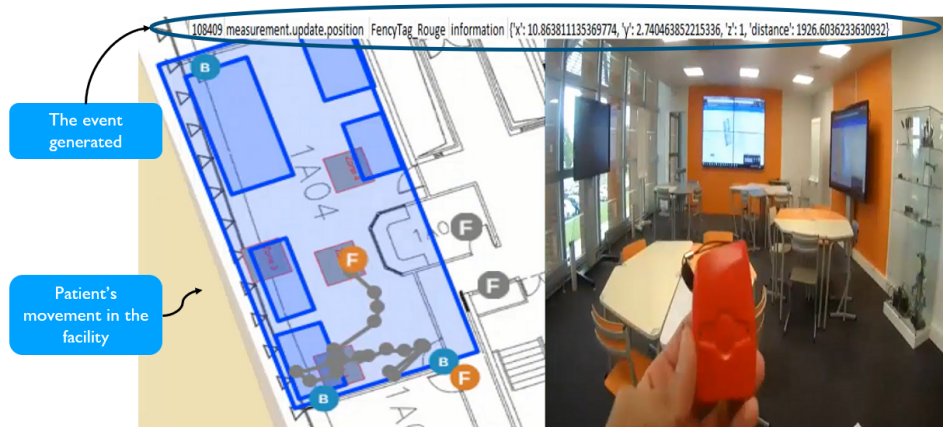 108409 measurement.update.position FencyTag_Rouge information {'x': 10.863811135369774, 'y': 2.740463852215336, 'z': 1, 'distance': 1926.6036233630932}
The event
generated
Patient's
movement in the
facility
B
1A04
F
F
F
B
F
B
1A0